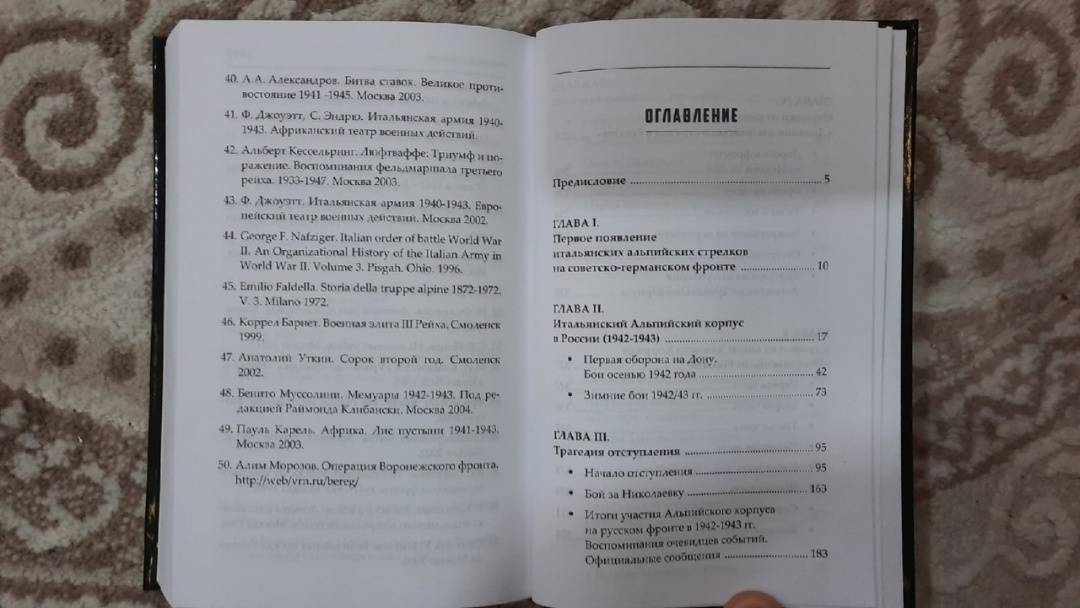 40. А.А. Александров. Битва ставок. Великое проти-
востояние 1941 -1945. Москва 2003.
41. Ф. Джоуэтт, С. Эндрю. Итальянская армия 1940-
1943. Африканский театр военных действий.
42. Альберт Кессельринг. Люфтваффе: Триумф и по-
ражение. Воспоминания фельдмаршала третьего
рейха. 1933-1947. Москва 2003.
43. Ф. Джоуэтт. Итальянская армия 1940-1943. Евро-
пейский театр военных действий. Москва 2002.
44. George F. Nafziger. Italian order of battle World War
II. An Organizational History of the Italian Army in
World War II. Volume 3. Pisgah. Ohio. 1996.
45. Emilio Faldella. Storia della truppe alpine 1872-1972.
V. 3. Milano 1972.
46. Коррел Барнет. Военная элита III Рейха. Смоленск
1999.
47. Анатолий Уткин. Сорок второй год. Смоленск
2002.
48. Бенито Муссолини. Мемуары 1942-1943. Под ре-
дакцией Раймонда Клибански. Москва 2004.
49. Пауль Карель. Африка. Лис пустыни 1941-1943.
Москва 2003.
50. Алим Морозов. Операция Воронежского фронта.
http://web/vrn.ru/bereg/
ОГЛАВЛЕНИЕ
Предисловие ... 5
ГЛАВА I.
Первое появление
итальянских альпийских стрелков
на советско-германском фронте ... 10
ГЛАВА II.
Итальянский Альпийский корпус
в России (1942-1943) ... 17
• Первая оборона на Дону.
Бои осенью 1942 года ... 42
• Зимние бои 1942/43 гг. ... 73
ГЛАВА III.
Трагедия отступления ... 95
• Начало отступления ... 95
• Бой за Николаевку ... 163
• Итоги участия Альпийского корпуса
на русском фронте в 1942-1943 гг.
Воспоминания очевидцев событий.
Официальные сообщения ... 183